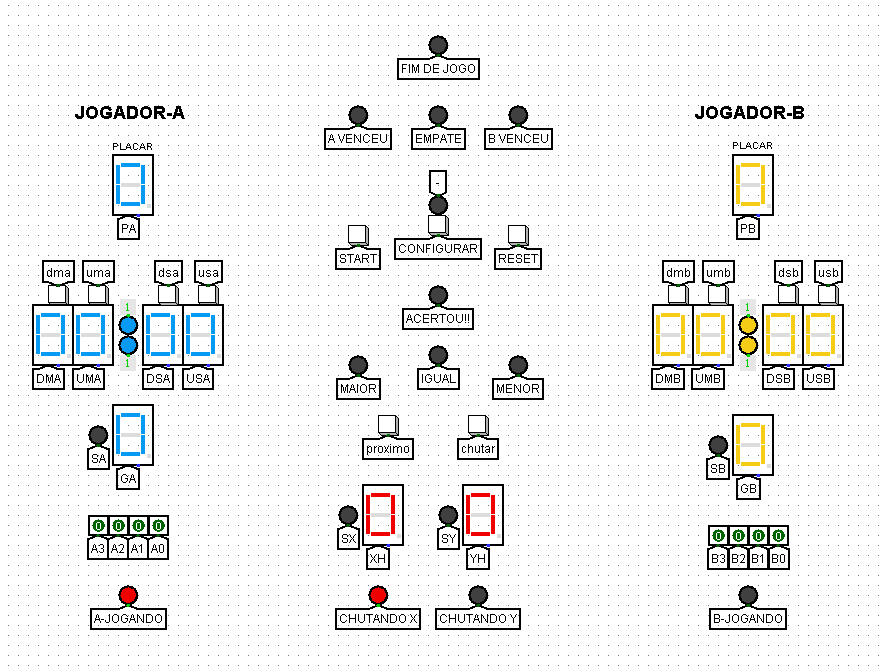 FIM DE JOGO
JOGADOR-A
JOGADOR-B
A VENCEU
EMPATE
B VENCEU
PLACAR
PLACAR
-
PA
PB
START
CONFIGURAR
RESET
dma
uma
dsa
usa
dmb
umb
dsb
usb
1
1
ACERTOU!!
1
1
DMA
UMA
DSA
USA
MAIOR
IGUAL
MENOR
DMB
UMB
DSB
USB
proximo
chutar
SA
GA
SB
GB
0 0 0 0
A3 A2 A1 A0
SX
XH
SY
YH
0 0 0 0
B3 B2 B1 B0
A-JOGANDO
CHUTANDO X
CHUTANDO Y
B-JOGANDO